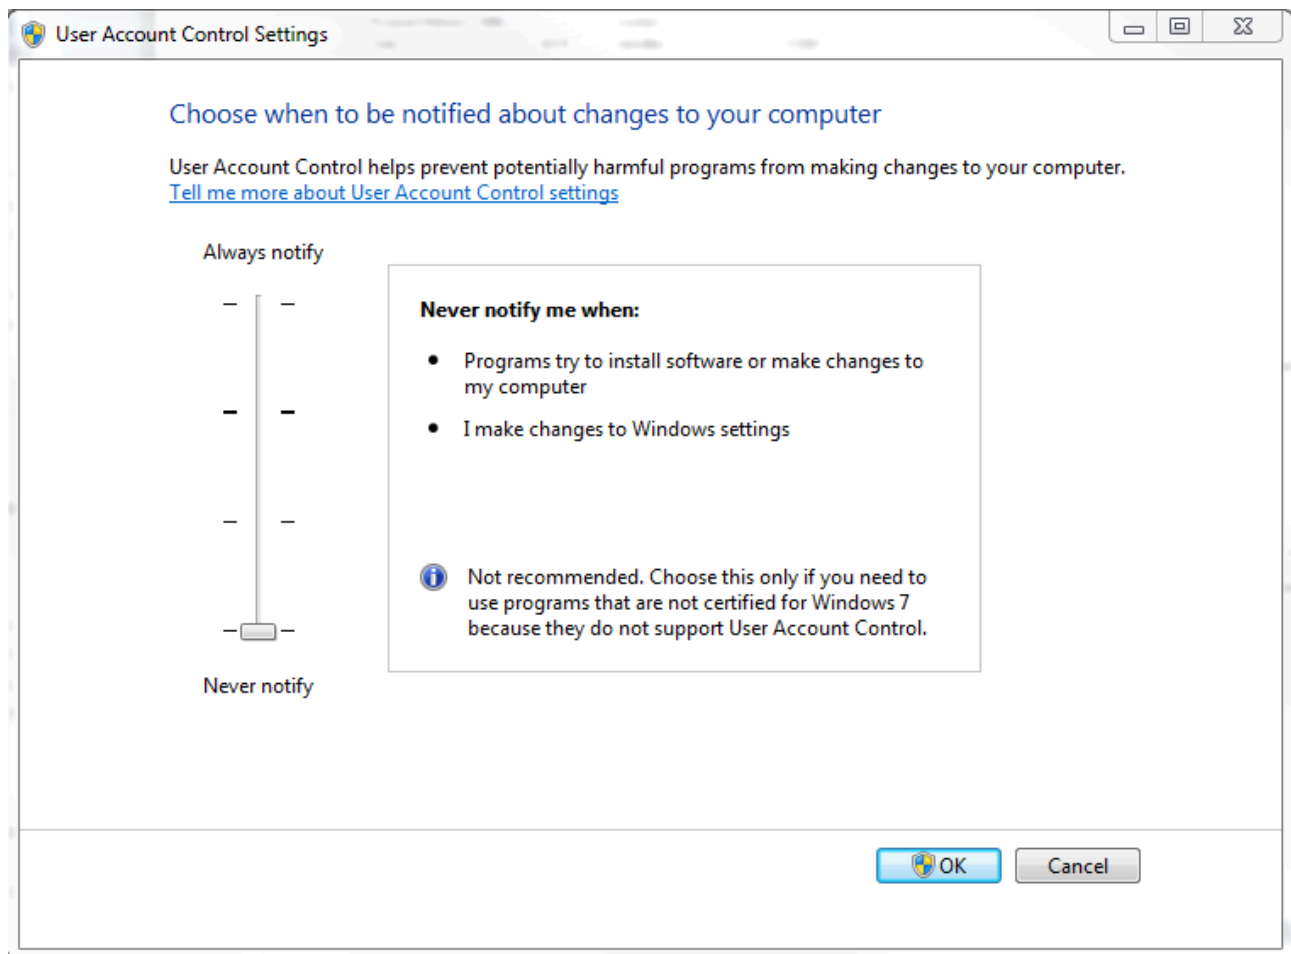 User Account Control Settings
Choose when to be notified about changes to your computer
User Account Control helps prevent potentially harmful programs from making changes to your computer.
Tell me more about User Account Control settings
Always notify
Never notify me when:
Programs try to install software or make changes to
my computer
I make changes to Windows settings
Not recommended. Choose this only if you need to
use programs that are not certified for Windows 7
because they do not support User Account Control.
Never notify
OK
Cancel